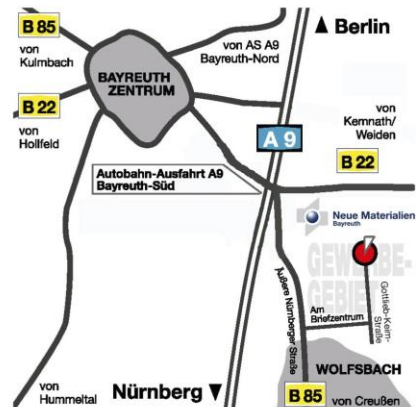 B 85
von
Kulmbach
B 22
von
Hollfeld
BAYREUTH
ZENTRUM
von AS A9
Bayreuth-Nord
▲ Berlin
A 9
von
Kemnath/
Weiden
B 22
Autobahn-Ausfahrt A9
Bayreuth-Süd
Neue Materialien
Bayreuth
GEWERBE-
GEBIET
Äußere Nürnberger Straße
Am
Briefzentrum
Gottlieb-Keim-
Straße
WOLFSBACH
von
Hummeltal
Nürnberg ▼
B 85
von Creußen